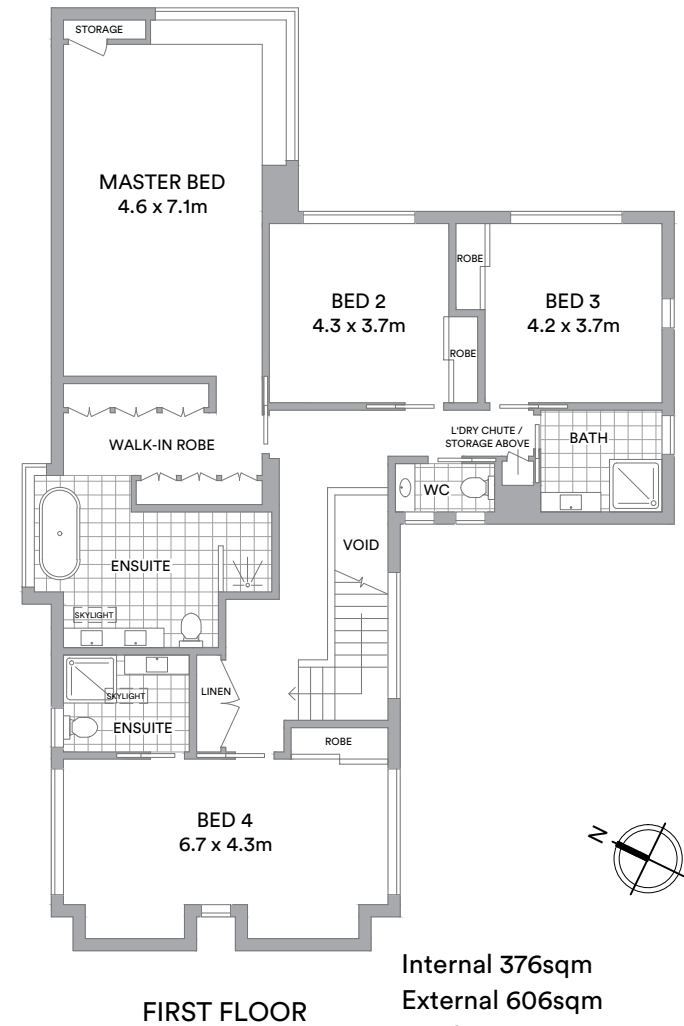 STORAGE
MASTER BED
4.6 x 7.1m
BED 2
4.3 x 3.7m
ROBE
ROBE
BED 3
4.2 x 3.7m
WALK-IN ROBE
L'DRY CHUTE /
STORAGE ABOVE
BATH
WC
VOID
ENSUITE
SKYLIGHT
LINEN
SKYLIGHT
ENSUITE
ROBE
BED 4
6.7 x 4.3m
N
Internal 376sqm
External 606sqm
FIRST FLOOR